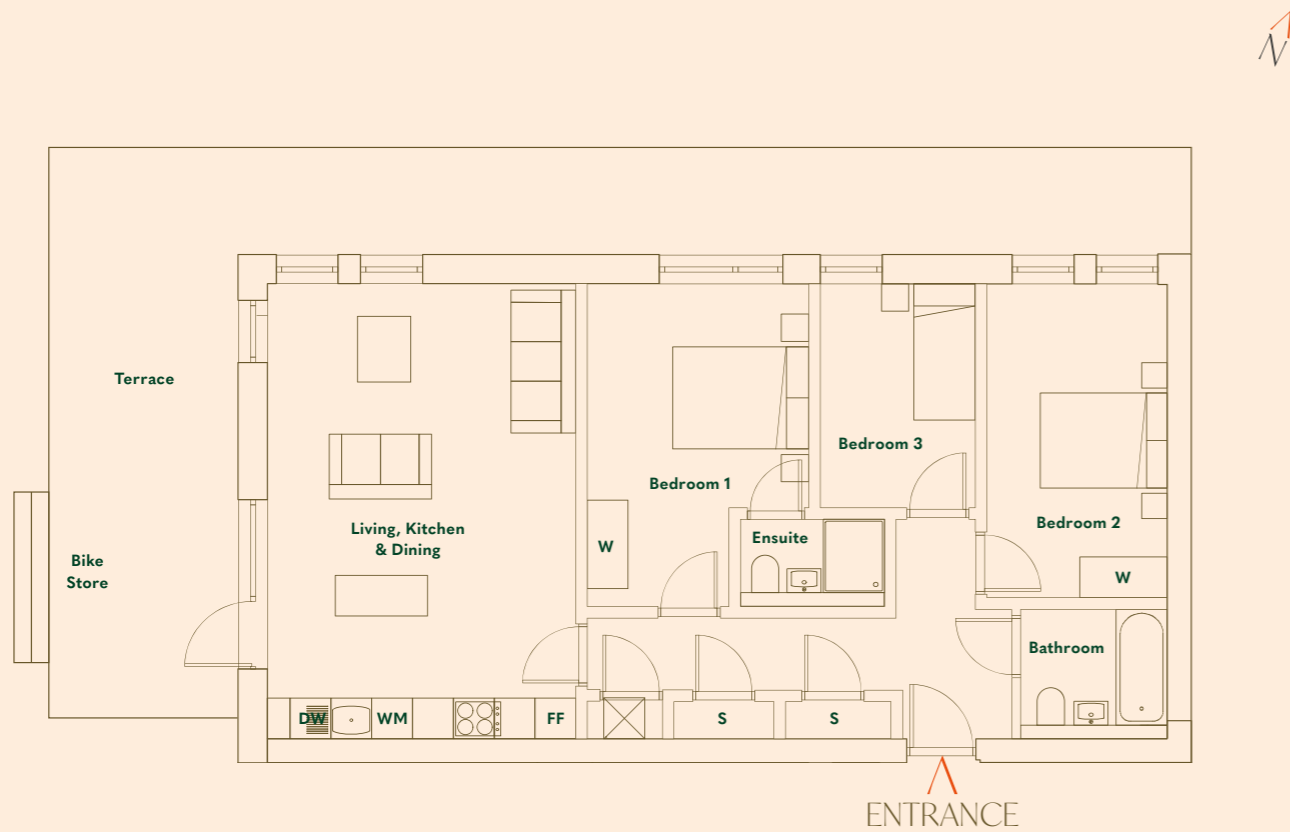 N
Terrace
Bedroom 3
Bedroom 1
Bedroom 2
Living, Kitchen
& Dining
Ensuite
W
Bike
Store
W
Bathroom
DW
WM
FF
S
S
ENTRANCE